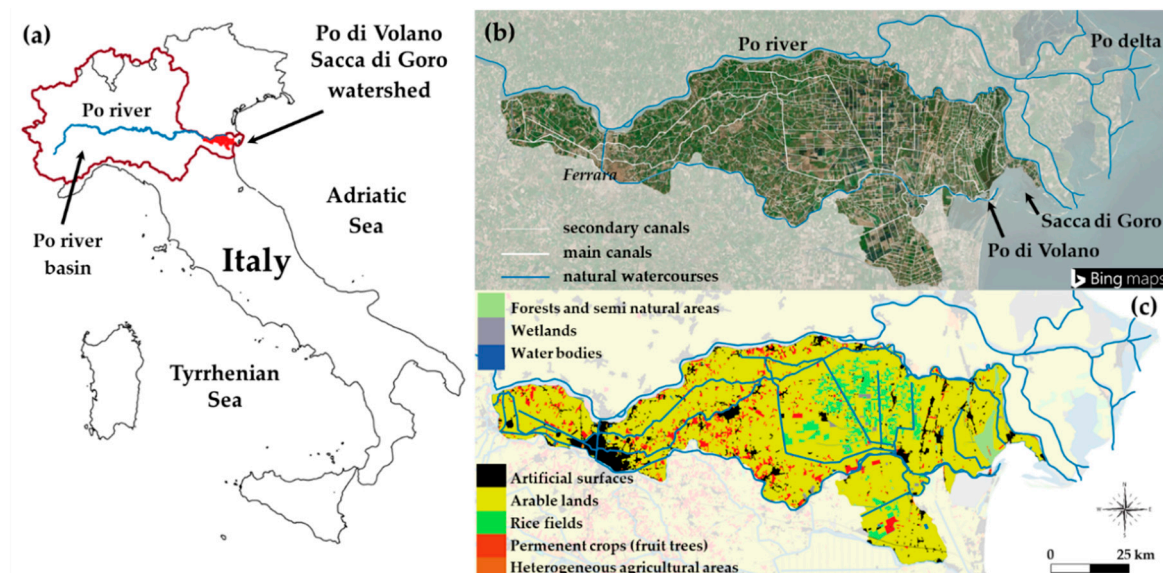 (a)
Po di Volano
Sacca di Goro
watershed
Po river
Adriatic
Sea
Po river
basin
Italy
Tyrrhenian
Sea
(b)
Po river
Po delta
Ferrara
secondary canals
main canals
natural watercourses
Sacca di Goro
Po di Volano
Bing maps
(c)
Forests and semi natural areas
Wetlands
Water bodies
Artificial surfaces
Arable lands
Rice fields
Permenent crops (fruit trees)
Heterogeneous agricultural areas
N
W
E
S
0 25 km